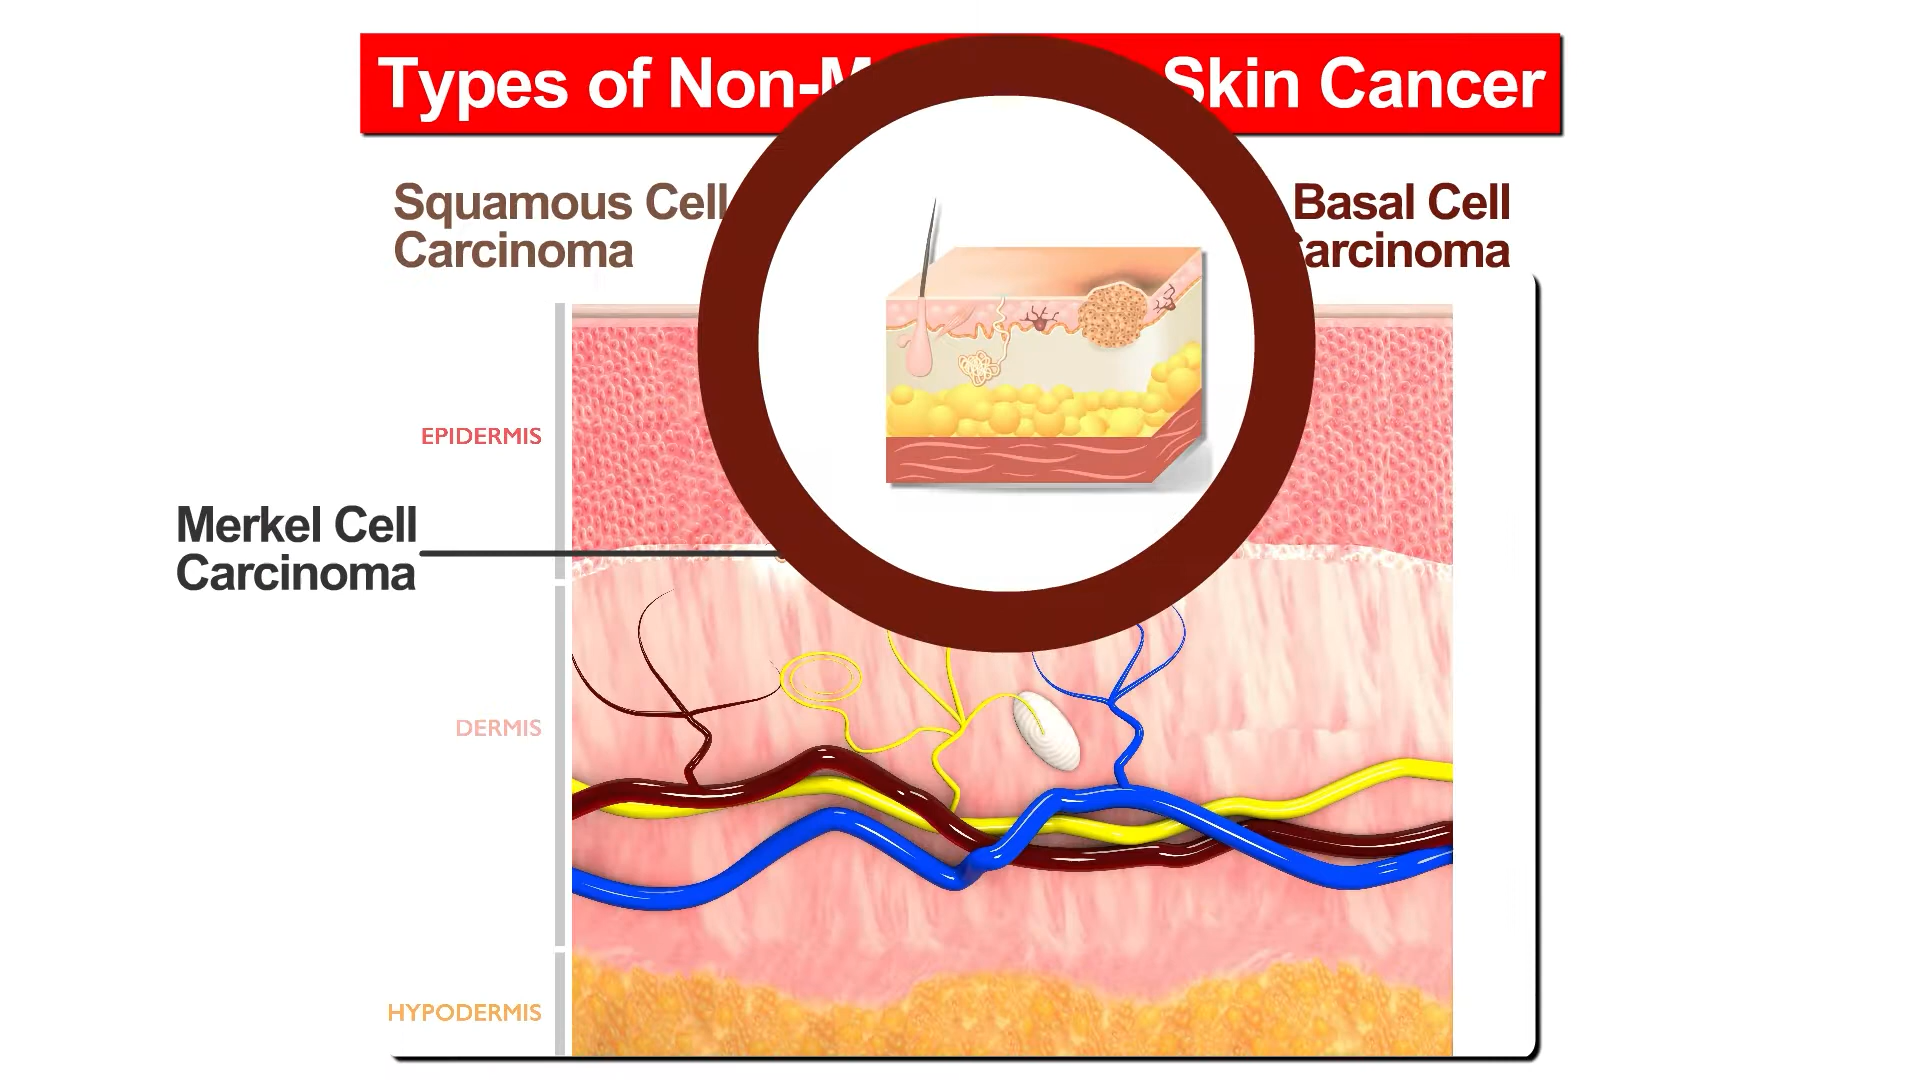 Types of Non-M Skin Cancer
Squamous Cell
Carcinoma
Basal Cell
arcinoma
EPIDERMIS
Merkel Cell
Carcinoma
DERMIS
HYPODERMIS